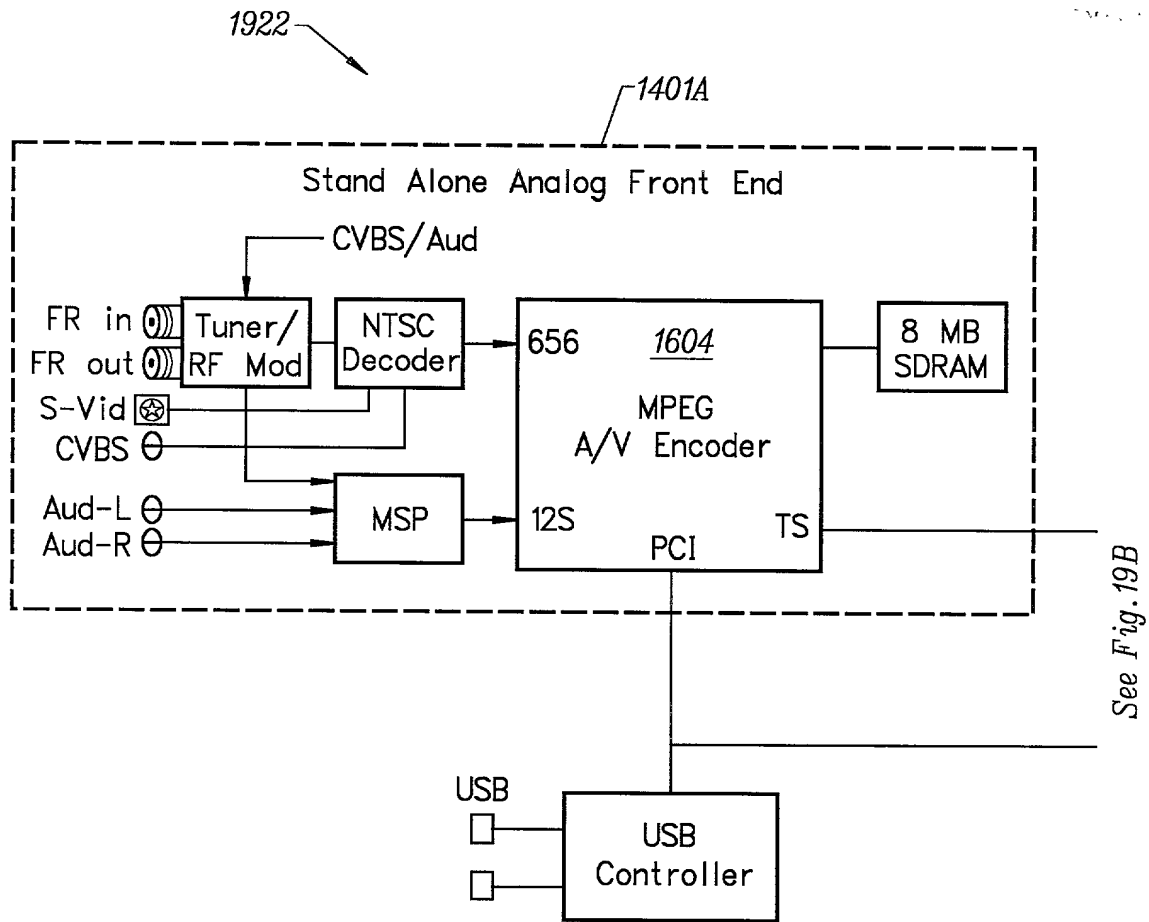 1922
1401A
Stand Alone Analog Front End
CVBS/Aud
FR in
FR out
Tuner/
RF Mod
NTSC
Decoder
S-Vid
CVBS
Aud-L
Aud-R
MSP
656
1604
MPEG
A/V Encoder
12S
PCI
TS
8 MB
SDRAM
See Fig. 19B
USB
USB
Controller